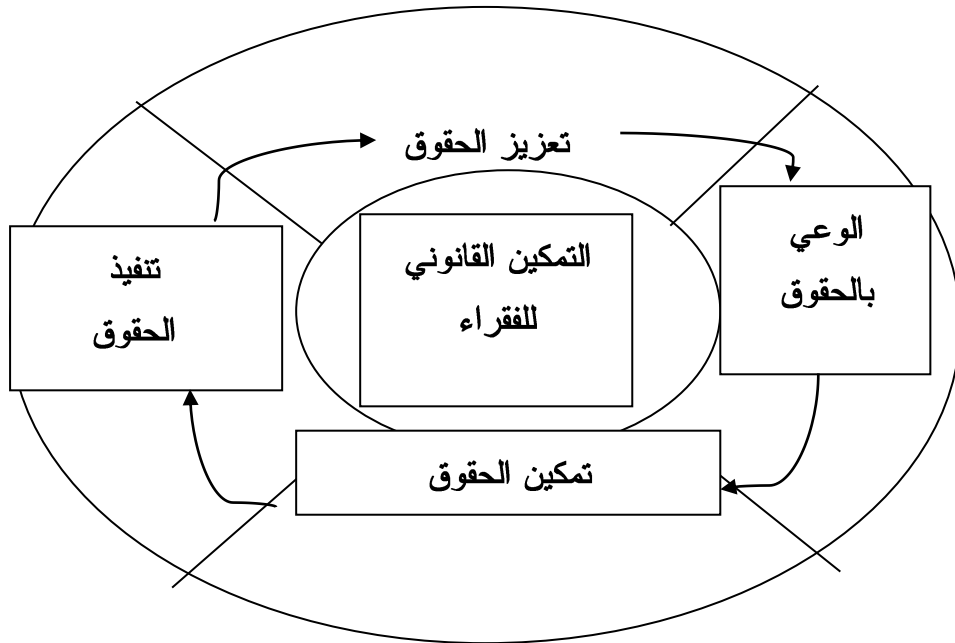 تعزيز الحقوق
الوعي
بالحقوق
التمكين القانوني
للفقراء
تنفيذ
الحقوق
تمكين الحقوق